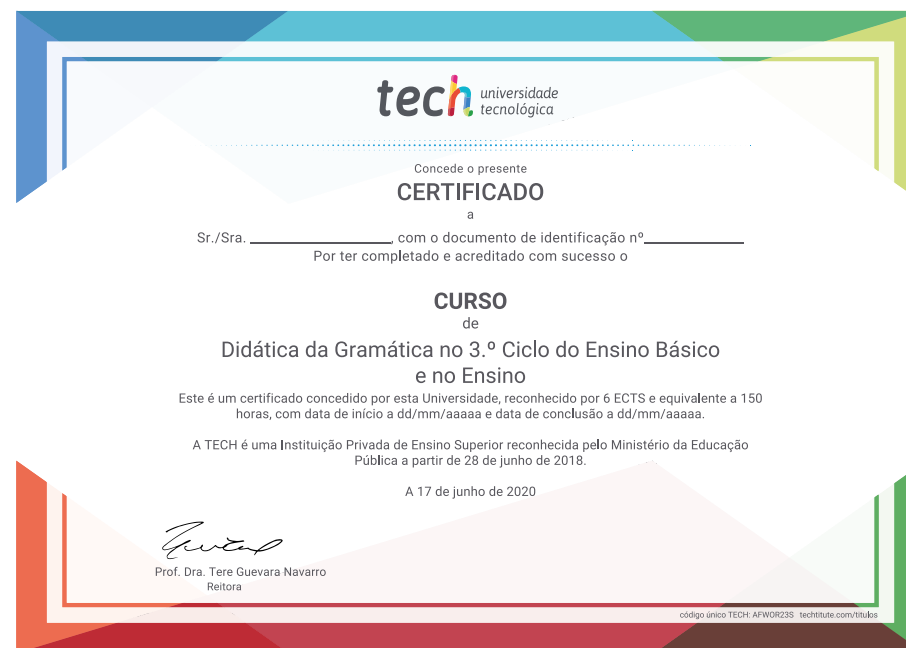 tech universidade
tecnológica
Concede o presente
CERTIFICADO
a
Sr./Sra. ____________________, com o documento de identificação nº______________
Por ter completado e acreditado com sucesso o
CURSO
de
Didática da Gramática no 3.º Ciclo do Ensino Básico
e no Ensino
Este é um certificado concedido por esta Universidade, reconhecido por 6 ECTS e equivalente a 150
horas, com data de início a dd/mm/aaaaa e data de conclusão a dd/mm/aaaaa.
A TECH é uma Instituição Privada de Ensino Superior reconhecida pelo Ministério da Educação
Pública a partir de 28 de junho de 2018.
A 17 de junho de 2020
Prof. Dra. Tere Guevara Navarro
Reitora
código único TECH: AFWOR23S techtitute.com/titulos